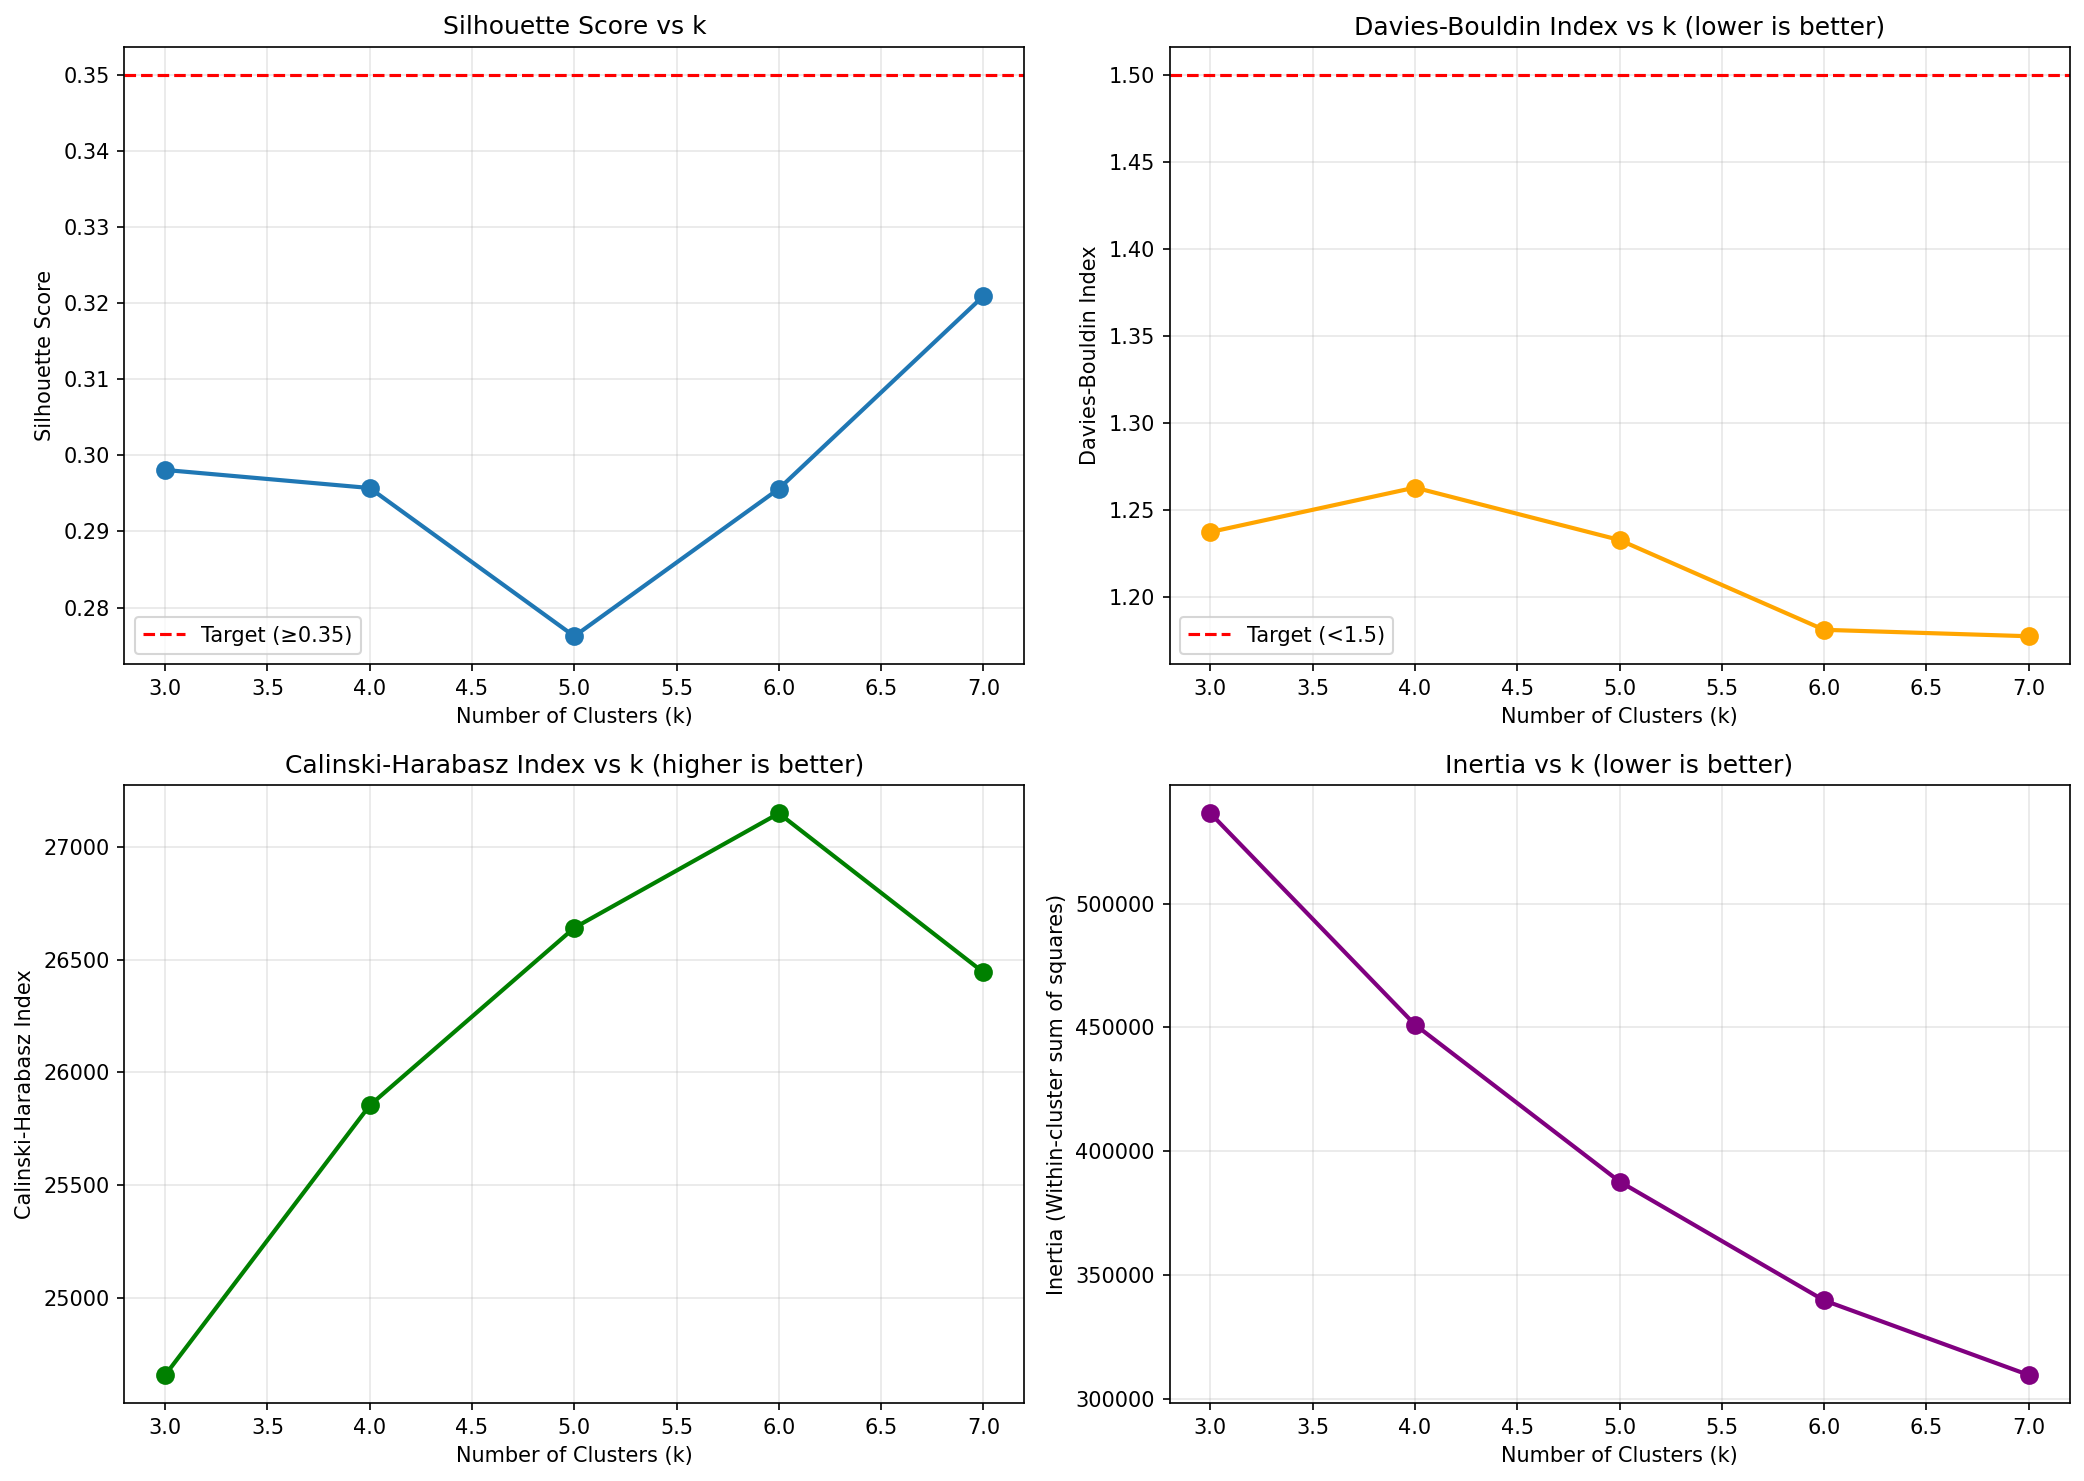 Silhouette Score vs k
Silhouette Score
0.35
0.34
0.33
0.32
0.31
0.30
0.29
0.28
Target (≥0.35)
3.0 3.5 4.0 4.5 5.0 5.5 6.0 6.5 7.0
Number of Clusters (k)
Davies-Bouldin Index vs k (lower is better)
Davies-Bouldin Index
1.50
1.45
1.40
1.35
1.30
1.25
1.20
Target (<1.5)
3.0 3.5 4.0 4.5 5.0 5.5 6.0 6.5 7.0
Number of Clusters (k)
Calinski-Harabasz Index vs k (higher is better)
Calinski-Harabasz Index
27000
26500
26000
25500
25000
3.0 3.5 4.0 4.5 5.0 5.5 6.0 6.5 7.0
Number of Clusters (k)
Inertia vs k (lower is better)
Inertia (Within-cluster sum of squares)
500000
450000
400000
350000
300000
3.0 3.5 4.0 4.5 5.0 5.5 6.0 6.5 7.0
Number of Clusters (k)